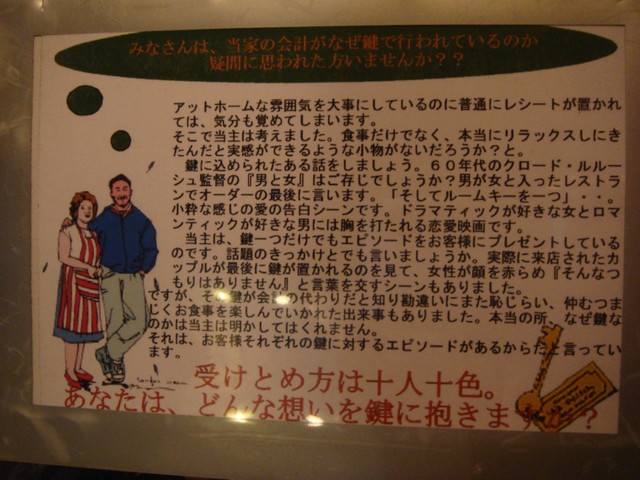 みなさんは、当家の会計がなぜ鍵で行われているのか
疑問に思われた方いませんか？？
アットホームな雰囲気を大事にしているのに普通にレシートが置かれ
ては、気分も覚めてしまいます。
そこで当主は考えました。食事だけでなく、本当にリラックスしにき
たんだと実感ができるような小物がないだろうか？と。
鍵に込められたある話をしましょう。６０年代のクロード・ルルー
シュ監督の『男と女』はご存じでしょうか？男が女と入ったレストラ
ンでオーダーの最後に言います。「そしてルームキーを一つ」・・。
小粋な感じの愛の告白シーンです。ドラマティックが好きな女とロマ
ンティックが好きな男には胸を打たれる恋愛映画です。
当主は、鍵一つだけでもエピソードをお客様にプレゼントしている
のです。話題のきっかけとでも言いましょうか。実際に来店されたカ
ップルが最後に鍵が置かれるのを見て、女性が顔を赤らめ『そんなつ
もりはありません』と言葉を交すシーンもありました。
ですが、その鍵が会計の代わりだと知り勘違いにまた恥じらい、仲むつま
じくお食事を楽しんでいかれた出来事もありました。本当の所、なぜ鍵な
のかは当主は明かしてはくれません。
それは、お客様それぞれの鍵に対するエピソードがあるからだと言ってい
ます。
受けとめ方は十人十色。
あなたは、どんな想いを鍵に抱きますか？